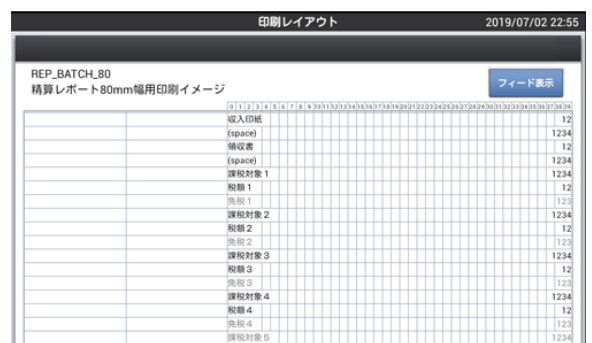 印刷レイアウト 2019/07/02 22:55
REP_BATCH_80
精算レポート80mm幅用印刷イメージ
フィード表示
0 1 2 3 4 5 6 7 8 9 10 11 12 13 14 15 16 17 18 19 20 21 22 23 24 25 26 27 28 29 30 31 32 33 34 35 36 37 38 39
収入印紙 12
(space) 1234
領収書 12
(space) 1234
課税対象1 1234
税額1 12
免税1 123
課税対象2 1234
税額2 12
免税2 123
課税対象3 1234
税額3 12
免税3 123
課税対象4 1234
税額4 12
免税4 123
課税対象5 1234